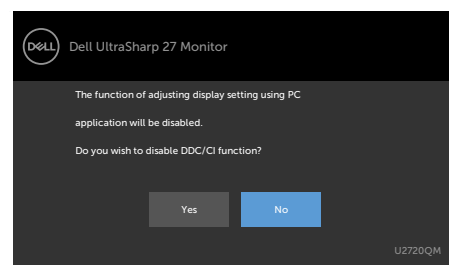 DELL
Dell UltraSharp 27 Monitor
The function of adjusting display setting using PC
application will be disabled.
Do you wish to disable DDC/CI function?
Yes
No
U2720QM